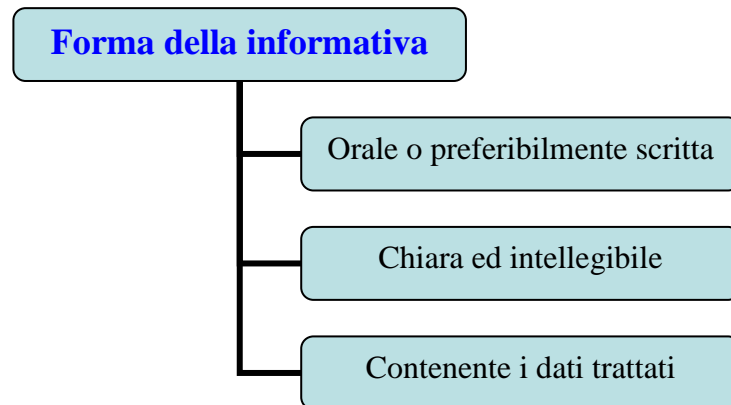 Forma della informativa
Orale o preferibilmente scritta
Chiara ed intellegibile
Contenente i dati trattati